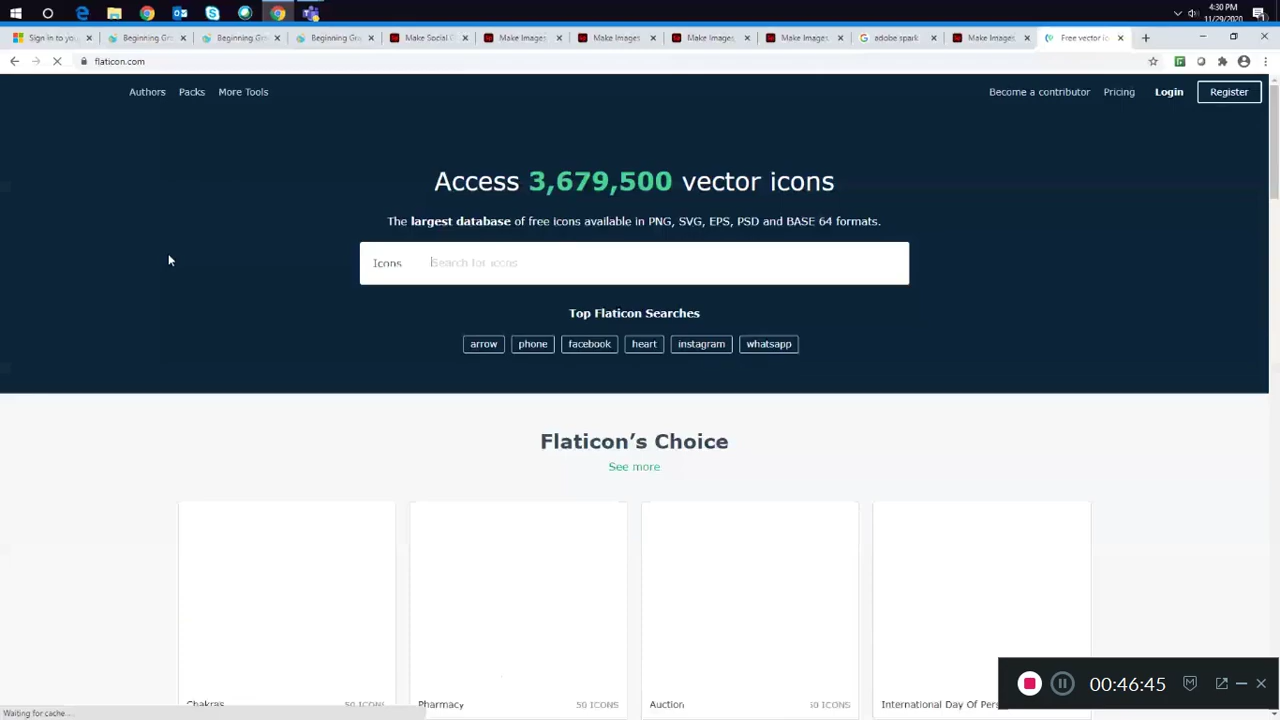 4:30 PM
11/29/2020
Sign in to you
Beginning Gr
Beginning Gr
Beginning Gr
Make Social
Make Images
Make Images
Make Images
Make Images
adobe spark
Make Images
Free vector ic
flaticon.com
Authors Packs More Tools
Become a contributor Pricing Login Register
Access 3,679,500 vector icons
The largest database of free icons available in PNG, SVG, EPS, PSD and BASE 64 formats.
Icons Search for icons
Top Flaticon Searches
arrow phone facebook heart instagram whatsapp
Flaticon's Choice
See more
Chakras 50 ICONS
Pharmacy 50 ICONS
Auction 50 ICONS
International Day Of Pers
00:46:45
Waiting for cache...